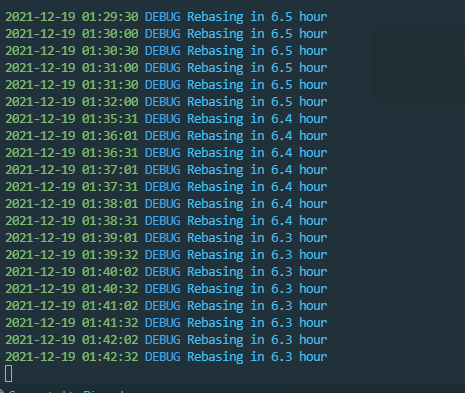 2021-12-19 01:29:30 DEBUG Rebasing in 6.5 hour
2021-12-19 01:30:00 DEBUG Rebasing in 6.5 hour
2021-12-19 01:30:30 DEBUG Rebasing in 6.5 hour
2021-12-19 01:31:00 DEBUG Rebasing in 6.5 hour
2021-12-19 01:31:30 DEBUG Rebasing in 6.5 hour
2021-12-19 01:32:00 DEBUG Rebasing in 6.5 hour
2021-12-19 01:35:31 DEBUG Rebasing in 6.4 hour
2021-12-19 01:36:01 DEBUG Rebasing in 6.4 hour
2021-12-19 01:36:31 DEBUG Rebasing in 6.4 hour
2021-12-19 01:37:01 DEBUG Rebasing in 6.4 hour
2021-12-19 01:37:31 DEBUG Rebasing in 6.4 hour
2021-12-19 01:38:01 DEBUG Rebasing in 6.4 hour
2021-12-19 01:38:31 DEBUG Rebasing in 6.4 hour
2021-12-19 01:39:01 DEBUG Rebasing in 6.3 hour
2021-12-19 01:39:32 DEBUG Rebasing in 6.3 hour
2021-12-19 01:40:02 DEBUG Rebasing in 6.3 hour
2021-12-19 01:40:32 DEBUG Rebasing in 6.3 hour
2021-12-19 01:41:02 DEBUG Rebasing in 6.3 hour
2021-12-19 01:41:32 DEBUG Rebasing in 6.3 hour
2021-12-19 01:42:02 DEBUG Rebasing in 6.3 hour
2021-12-19 01:42:32 DEBUG Rebasing in 6.3 hour